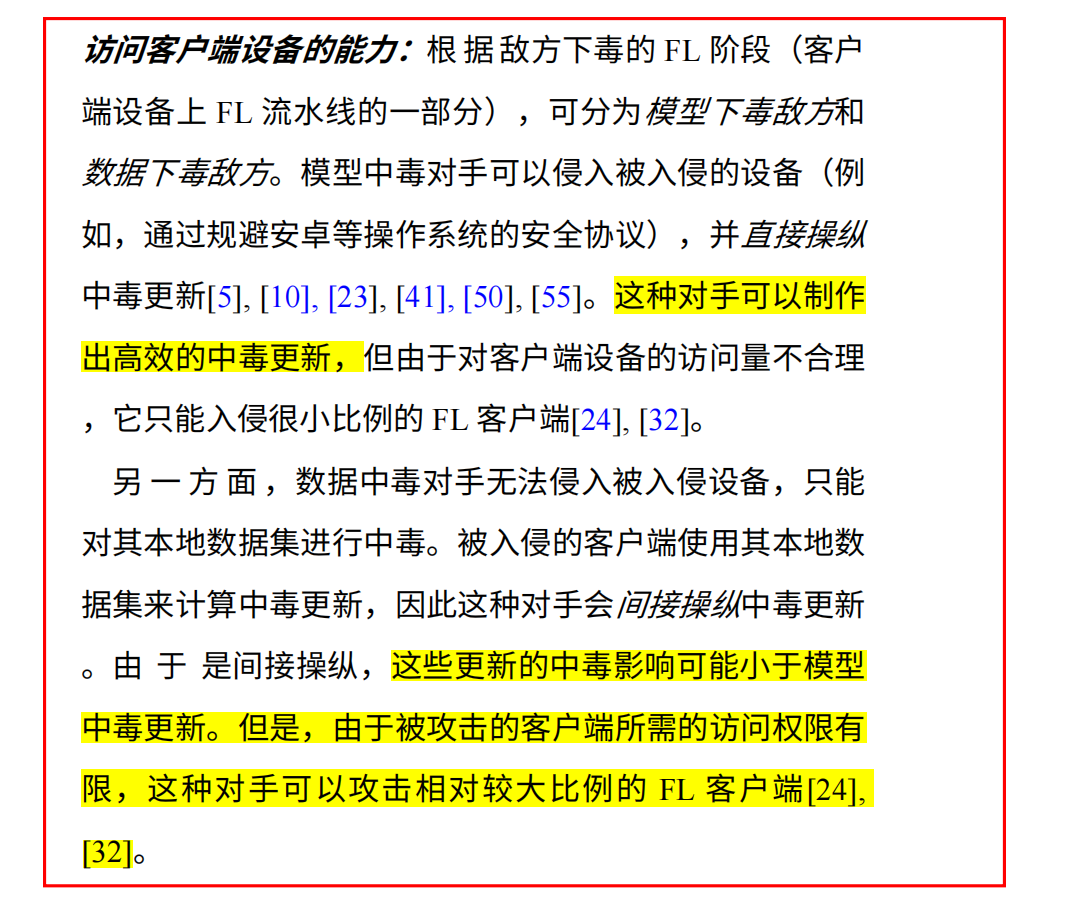 访问客户端设备的能力：根据敌方下毒的 FL 阶段（客户
端设备上 FL 流水线的一部分），可分为模型下毒敌方和
数据下毒敌方。模型中毒对手可以侵入被入侵的设备（例
如，通过规避安卓等操作系统的安全协议），并直接操纵
中毒更新[5], [10], [23], [41], [50], [55]。这种对手可以制作
出高效的中毒更新，但由于对客户端设备的访问量不合理
，它只能入侵很小比例的 FL 客户端[24], [32]。
另一方面，数据中毒对手无法侵入被入侵设备，只能
对其本地数据集进行中毒。被入侵的客户端使用其本地数
据集来计算中毒更新，因此这种对手会间接操纵中毒更新
。由于是间接操纵，这些更新的中毒影响可能小于模型
中毒更新。但是，由于被攻击的客户端所需的访问权限有
限，这种对手可以攻击相对较大比例的 FL 客户端[24],
[32]。